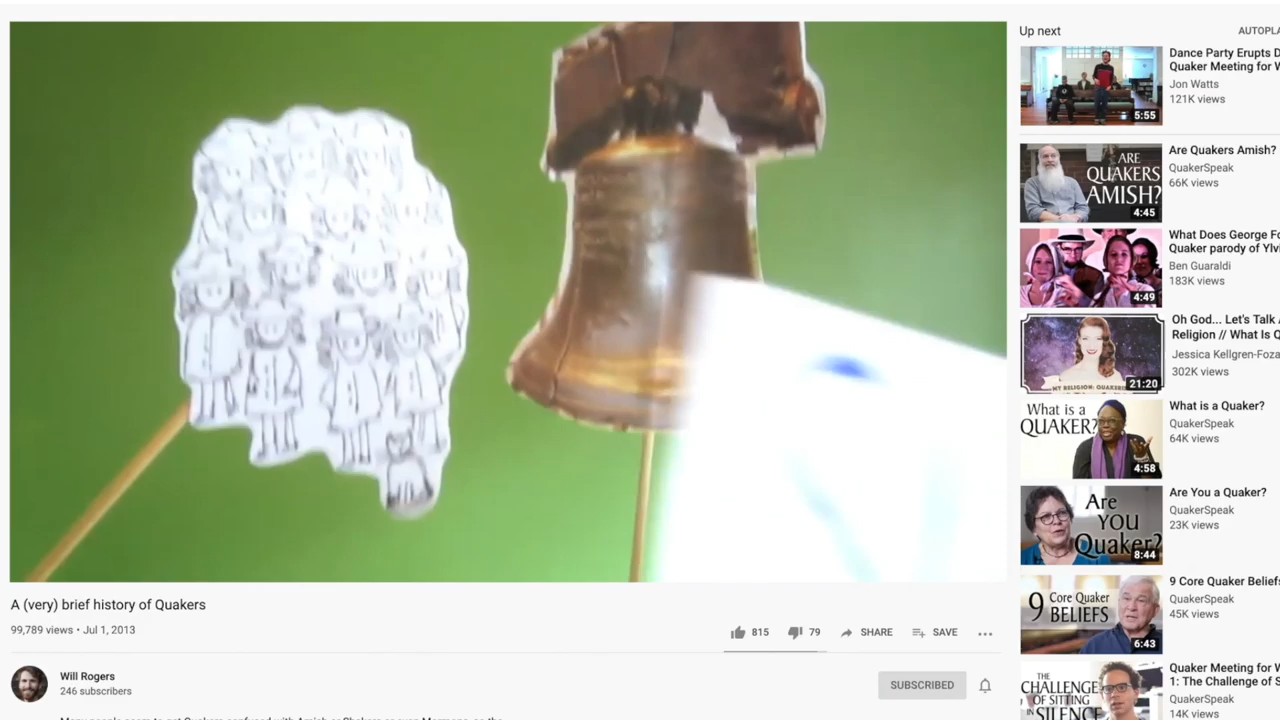 Up next
AUTOPLA
5:55
Dance Party Erupts D
Quaker Meeting for W
Jon Watts
121K views
ARE
QUAKERS
AMISH?
4:45
Are Quakers Amish?
QuakerSpeak
66K views
4:49
What Does George Fo
Quaker parody of Ylvi
Ben Guaraldi
183K views
MY RELIGION: QUAKERI
21:20
Oh God... Let's Talk
Religion // What Is Q
Jessica Kellgren-Foza
302K views
What is a
QUAKER?
4:58
What is a Quaker?
QuakerSpeak
64K views
Are
YOU
Quaker?
8:44
Are You a Quaker?
QuakerSpeak
23K views
9 Core Quaker
BELIEFS
6:43
9 Core Quaker Beliefs
QuakerSpeak
45K views
THE
CHALLENGE
OF SITTING
IN SILENCE
Quaker Meeting for W
1: The Challenge of S
QuakerSpeak
14K views
A (very) brief history of Quakers
99,789 views • Jul 1, 2013
815
79
SHARE
SAVE
Will Rogers
246 subscribers
SUBSCRIBED